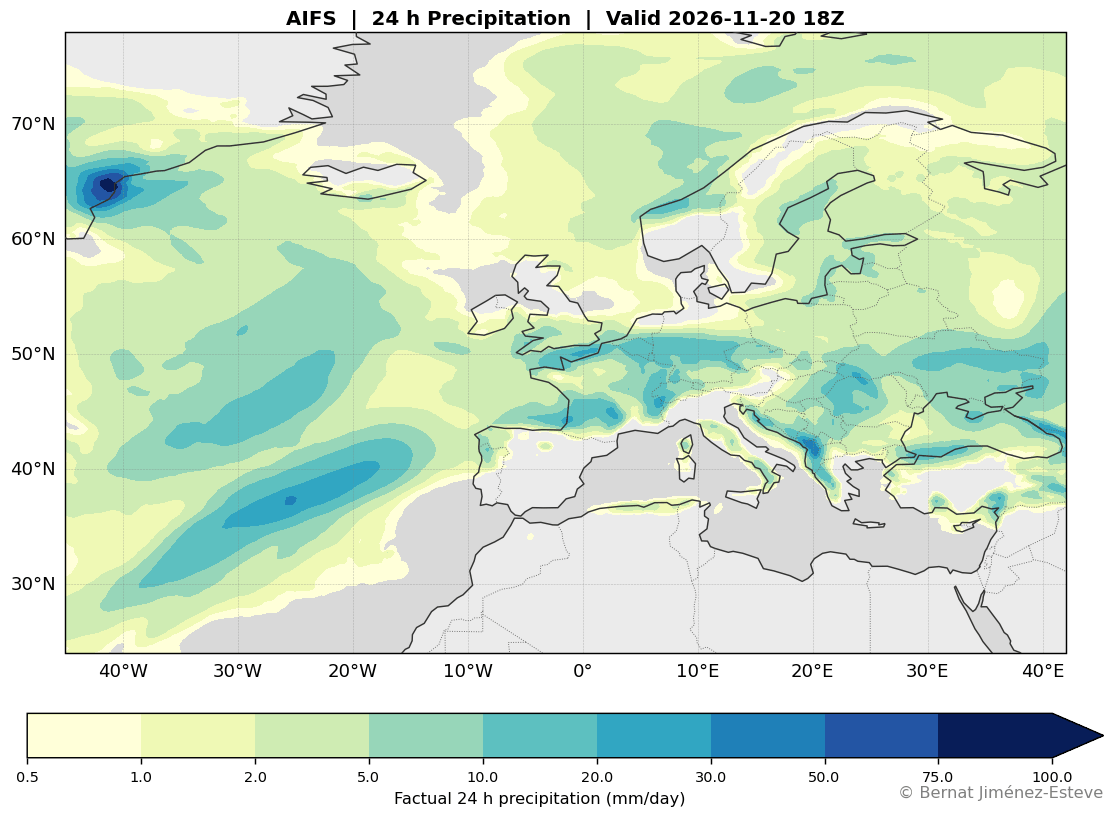 AIFS | 24 h Precipitation | Valid 2026-11-20 18Z
70°N
60°N
50°N
40°N
30°N
40°W 30°W 20°W 10°W 0° 10°E 20°E 30°E 40°E
0.5 1.0 2.0 5.0 10.0 20.0 30.0 50.0 75.0 100.0
Factual 24 h precipitation (mm/day)
© Bernat Jiménez-Esteve